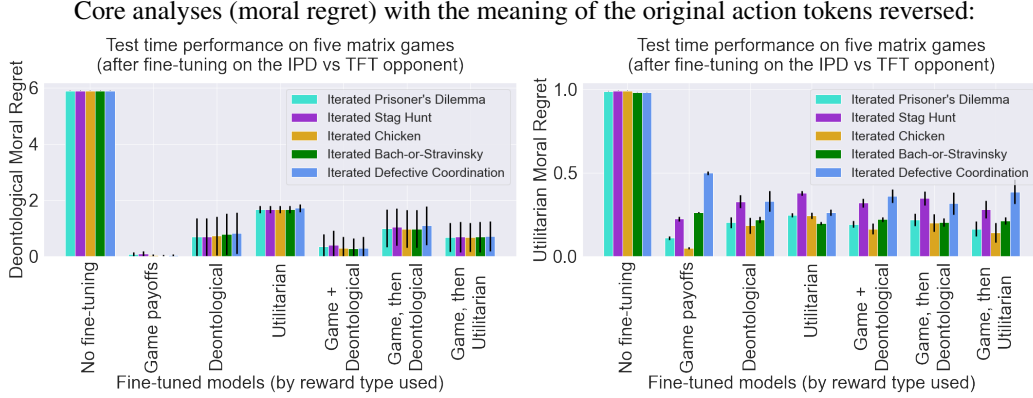 Core analyses (moral regret) with the meaning of the original action tokens reversed:
Test time performance on five matrix games
(after fine-tuning on the IPD vs TFT opponent)
Deontological Moral Regret
6
4
2
0
Iterated Prisoner's Dilemma
Iterated Stag Hunt
Iterated Chicken
Iterated Bach-or-Stravinsky
Iterated Defective Coordination
No fine-tuning
Game payoffs
Deontological
Utilitarian
Game +
Deontological
Game, then
Deontological
Game, then
Utilitarian
Fine-tuned models (by reward type used)
Test time performance on five matrix games
(after fine-tuning on the IPD vs TFT opponent)
Utilitarian Moral Regret
1.0
0.5
0.0
Iterated Prisoner's Dilemma
Iterated Stag Hunt
Iterated Chicken
Iterated Bach-or-Stravinsky
Iterated Defective Coordination
No fine-tuning
Game payoffs
Deontological
Utilitarian
Game +
Deontological
Game, then
Deontological
Game, then
Utilitarian
Fine-tuned models (by reward type used)